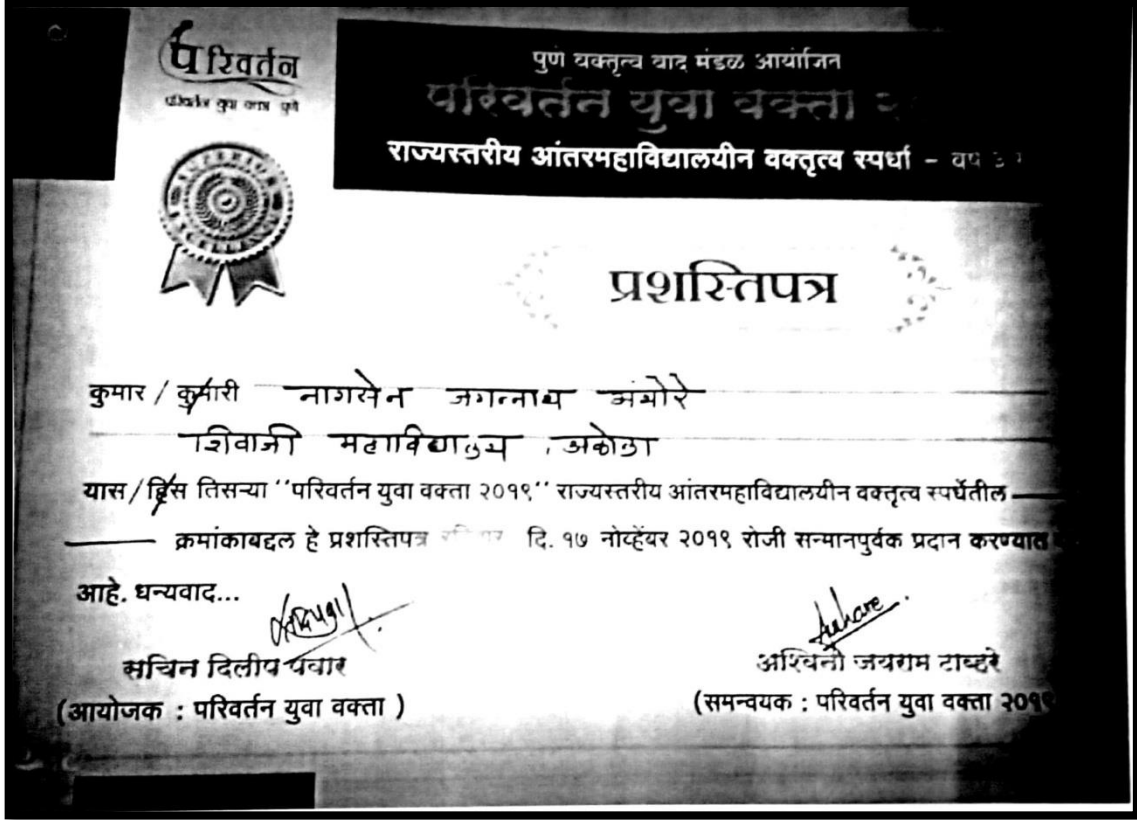 परिवर्तन
पुणे वक्तृत्व वाद मंडळ आयोजित
परिवर्तन युवा वक्ता
राज्यस्तरीय आंतरमहाविद्यालयीन वक्तृत्व स्पर्धा - वर्ष
EXCELLENCE
प्रशस्तिपत्र
कुमार / कुमारी नागसेन जगन्नाथ अंभोरे
शिवाजी महाविद्यालय, अकोला
यास / हिस तिसऱ्या ''परिवर्तन युवा वक्ता २०१९'' राज्यस्तरीय आंतरमहाविद्यालयीन वक्तृत्व स्पर्धेतील
क्रमांकाबद्दल हे प्रशस्तिपत्र रविवार दि. १७ नोव्हेंबर २०१९ रोजी सन्मानपुर्वक प्रदान करण्यात
आहे. धन्यवाद...
सचिन दिलीप पवार
अश्विनी जयराम टाव्हरे
(आयोजक : परिवर्तन युवा वक्ता )
(समन्वयक : परिवर्तन युवा वक्ता २०१९